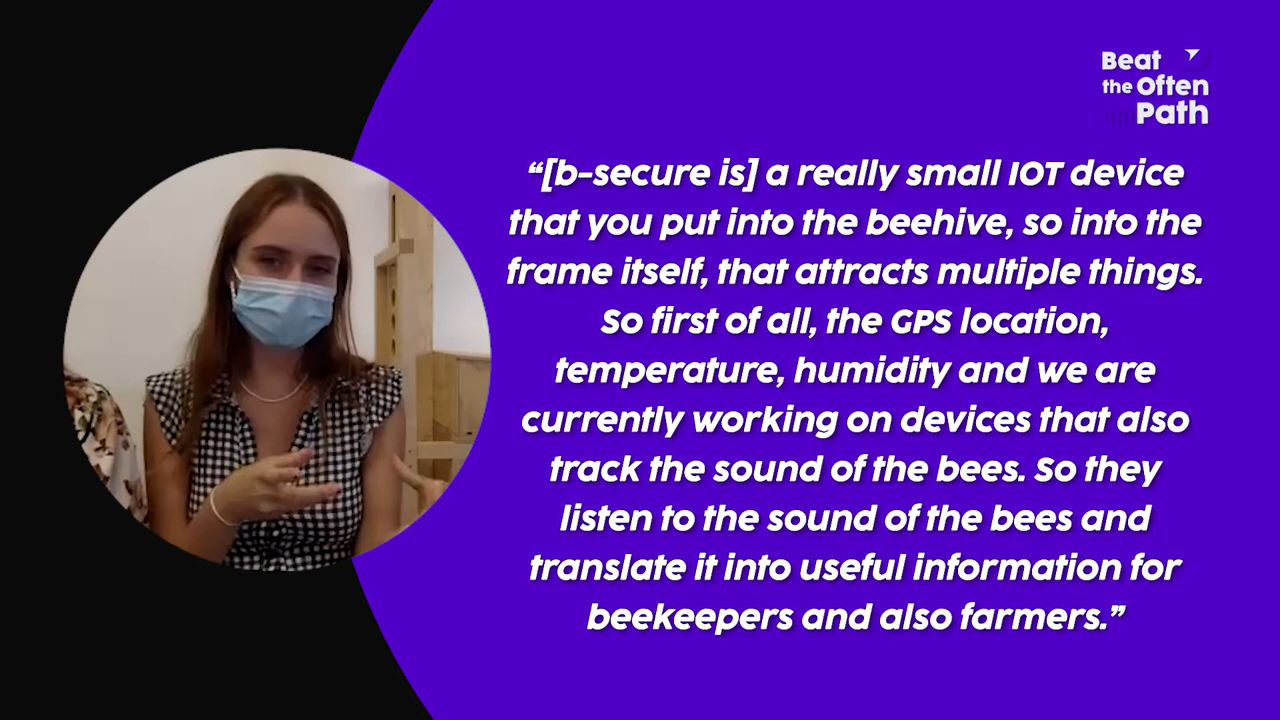 Beat
the Often
Path
“[b-secure is] a really small IOT device
that you put into the beehive, so into the
frame itself, that attracts multiple things.
So first of all, the GPS location,
temperature, humidity and we are
currently working on devices that also
track the sound of the bees. So they
listen to the sound of the bees and
translate it into useful information for
beekeepers and also farmers.”